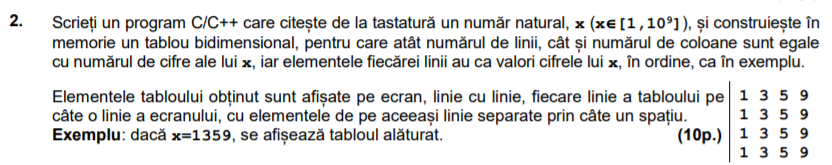 2. Scrieți un program C/C++ care citește de la tastatură un număr natural, x (x∈[1,10⁹]), și construiește în
memorie un tablou bidimensional, pentru care atât numărul de linii, cât și numărul de coloane sunt egale
cu numărul de cifre ale lui x, iar elementele fiecărei linii au ca valori cifrele lui x, în ordine, ca în exemplu.
Elementele tabloului obținut sunt afișate pe ecran, linie cu linie, fiecare linie a tabloului pe
câte o linie a ecranului, cu elementele de pe aceeași linie separate prin câte un spațiu.
Exemplu: dacă x=1359, se afișează tabloul alăturat. (10p.)
1 3 5 9
1 3 5 9
1 3 5 9
1 3 5 9